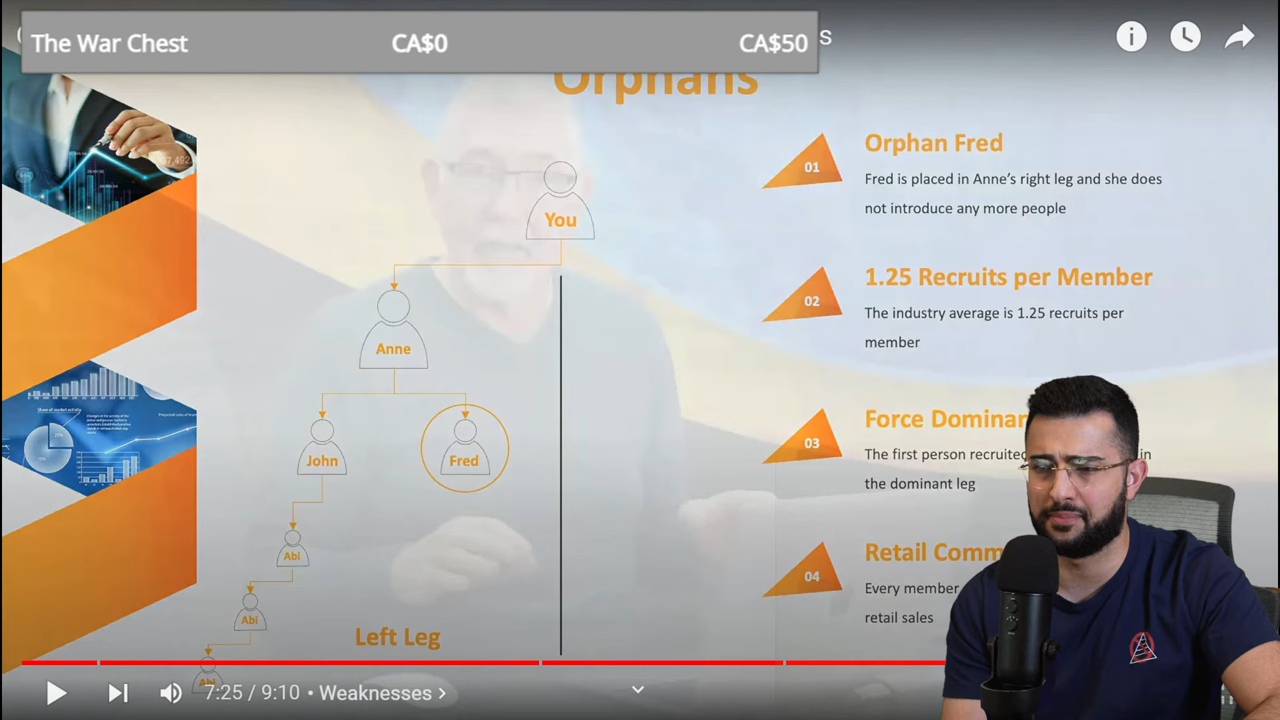 The War Chest CA$0 CA$50
s
Orphans
You
Anne
John
Fred
Abi
Abi
Abi
Left Leg
01
Orphan Fred
Fred is placed in Anne's right leg and she does
not introduce any more people
02
1.25 Recruits per Member
The industry average is 1.25 recruits per
member
03
Force Dominan
The first person recruited in
the dominant leg
04
Retail Comm
Every member
retail sales
7:25 / 9:10 • Weaknesses ›